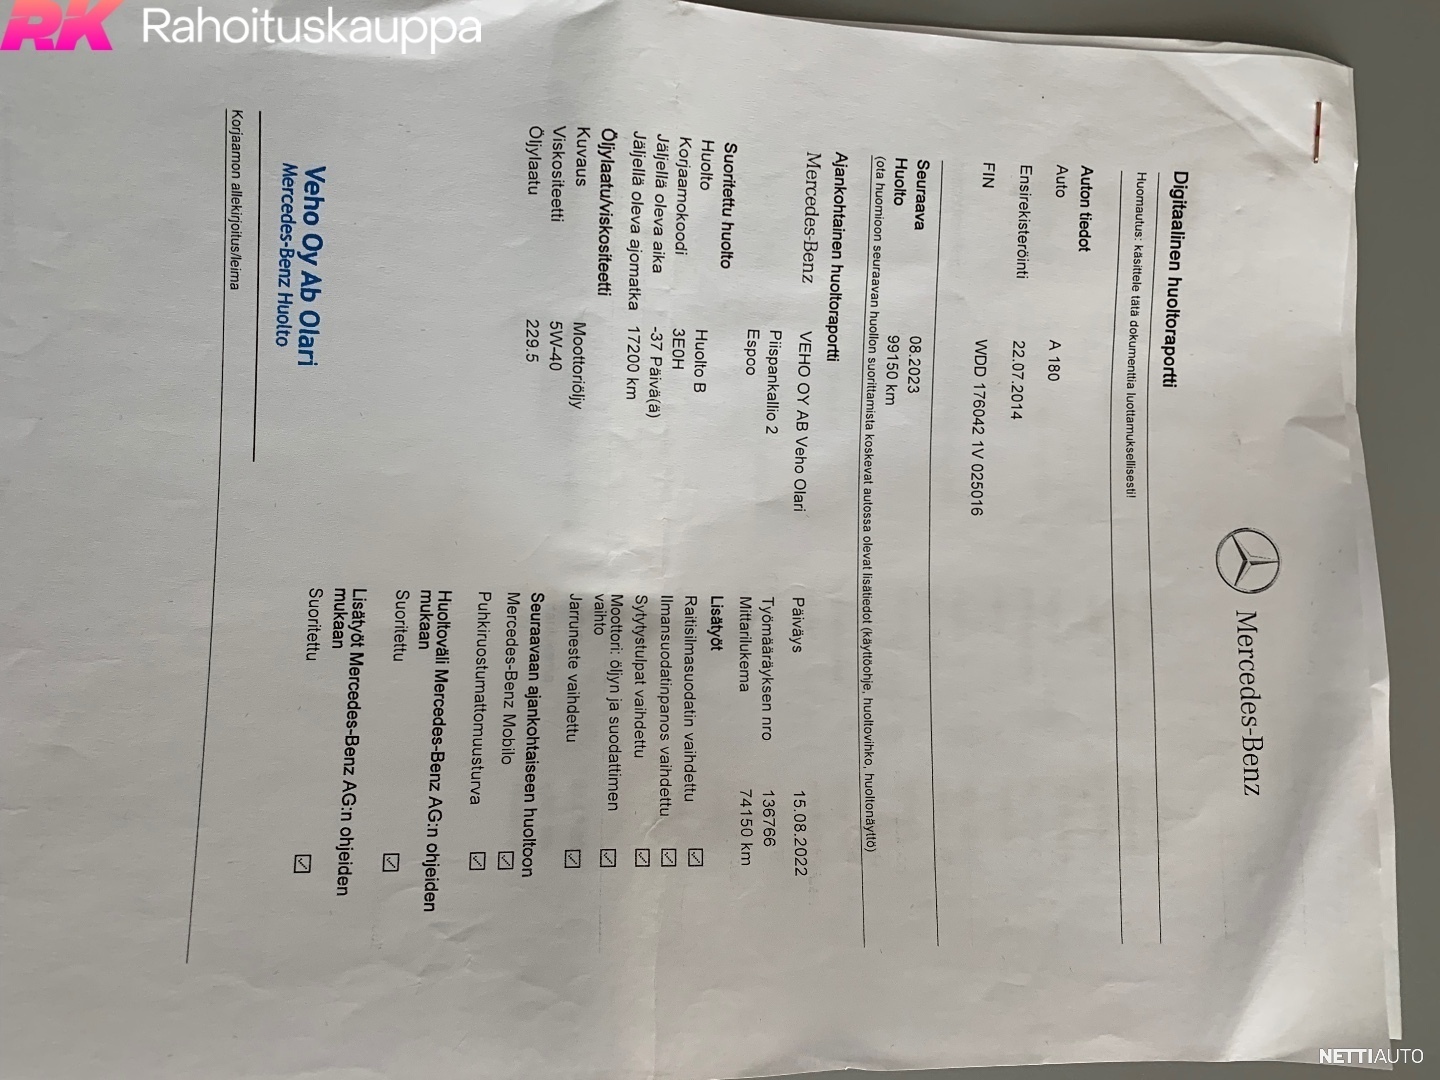 RK Rahoituskauppa
Mercedes-Benz
Digitaalinen huoltoraportti
Huomautus: käsittele tätä dokumenttia luottamuksellisesti!
Auton tiedot
Auto A 180
Ensirekisteröinti 22.07.2014
FIN WDD 176042 1V 025016
Seuraava 08.2023
Huolto 99150 km
(ota huomioon seuraavan huollon suorittamista koskevat autossa olevat lisätiedot (käyttöohje, huoltovihko, huoltonäyttö)
Ajankohtainen huoltoraportti
Mercedes-Benz VEHO OY AB Veho Olari Päiväys 15.08.2022
Piispankallio 2 Työmääräyksen nro 136766
Espoo Mittarilukema 74150 km
Suoritettu huolto
Huolto Huolto B
Korjaamokoodi 3E0H
Jäljellä oleva aika -37 Päivä(ä)
Jäljellä oleva ajomatka 17200 km
Öljylaatu/viskositeetti
Kuvaus Moottoriöljy
Viskositeetti 5W-40
Öljylaatu 229.5
Lisätyöt
Raitisilmasuodatin vaihdettu ☑
Ilmansuodatinpanos vaihdettu ☑
Sytytystulpat vaihdettu ☑
Moottori: öljyn ja suodattimen ☑
vaihto
Jarruneste vaihdettu ☑
Seuraavaan ajankohtaiseen huoltoon
Mercedes-Benz Mobilo ☑
Puhkiruostumattomuusturva ☑
Huoltoväli Mercedes-Benz AG:n ohjeiden
mukaan
Suoritettu ☑
Lisätyöt Mercedes-Benz AG:n ohjeiden
mukaan
Suoritettu ☑
Veho Oy Ab Olari
Mercedes-Benz Huolto
Korjaamon allekirjoitus/leima
NETTIAUTO